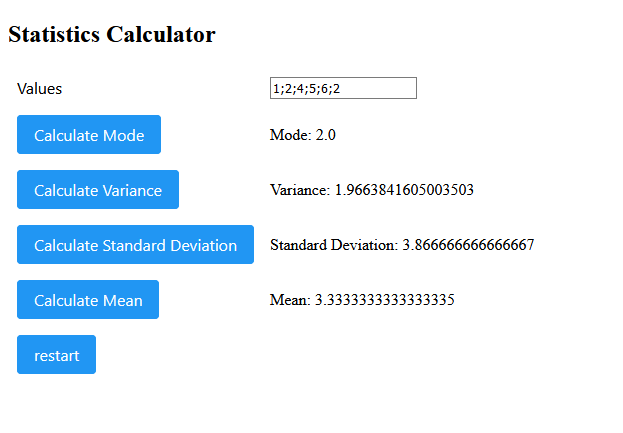 Statistics Calculator
Values 1;2;4;5;6;2
Calculate Mode Mode: 2.0
Calculate Variance Variance: 1.9663841605003503
Calculate Standard Deviation Standard Deviation: 3.866666666666667
Calculate Mean Mean: 3.3333333333333335
restart